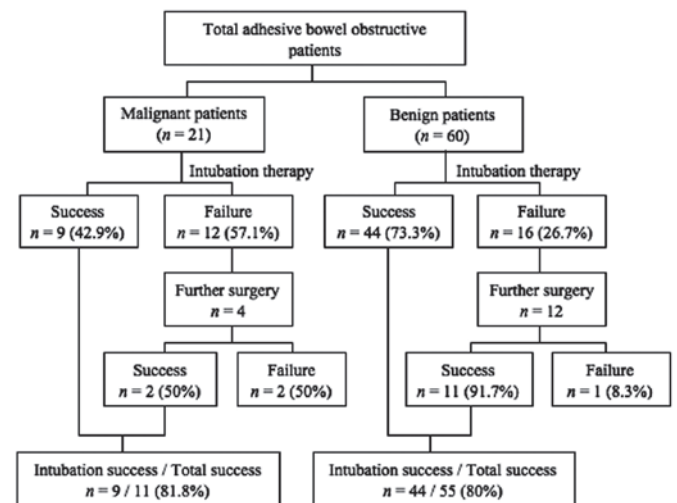 Total adhesive bowel obstructive
patients
Malignant patients
(n = 21)
Benign patients
(n = 60)
Intubation therapy
Intubation therapy
Success
n = 9 (42.9%)
Failure
n = 12 (57.1%)
Success
n = 44 (73.3%)
Failure
n = 16 (26.7%)
Further surgery
n = 4
Further surgery
n = 12
Success
n = 2 (50%)
Failure
n = 2 (50%)
Success
n = 11 (91.7%)
Failure
n = 1 (8.3%)
Intubation success / Total success
n = 9 / 11 (81.8%)
Intubation success / Total success
n = 44 / 55 (80%)